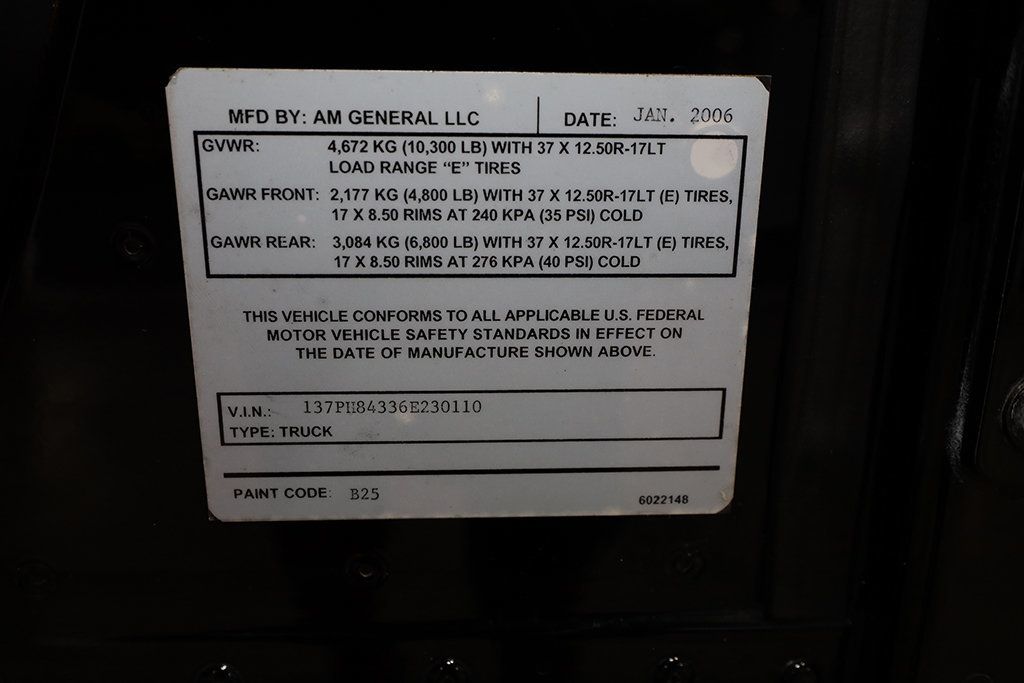 MFD BY: AM GENERAL LLC DATE: JAN. 2006
GVWR: 4,672 KG (10,300 LB) WITH 37 X 12.50R-17LT
LOAD RANGE “E” TIRES
GAWR FRONT: 2,177 KG (4,800 LB) WITH 37 X 12.50R-17LT (E) TIRES,
17 X 8.50 RIMS AT 240 KPA (35 PSI) COLD
GAWR REAR: 3,084 KG (6,800 LB) WITH 37 X 12.50R-17LT (E) TIRES,
17 X 8.50 RIMS AT 276 KPA (40 PSI) COLD
THIS VEHICLE CONFORMS TO ALL APPLICABLE U.S. FEDERAL
MOTOR VEHICLE SAFETY STANDARDS IN EFFECT ON
THE DATE OF MANUFACTURE SHOWN ABOVE.
V.I.N.: 137PH84336E230110
TYPE: TRUCK
PAINT CODE: B25
6022148